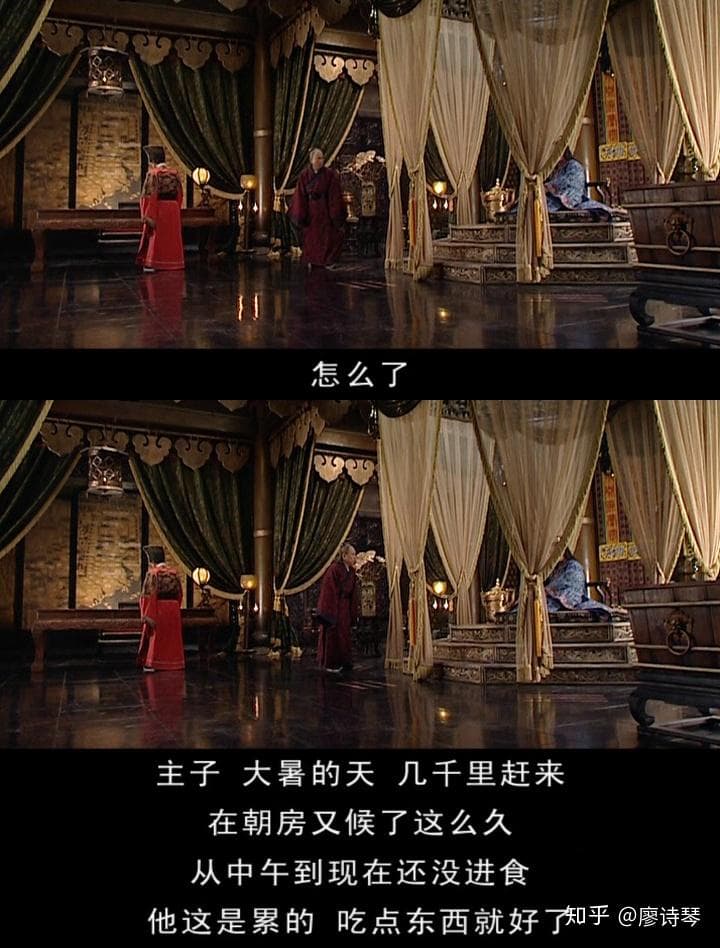 怎么了
主子 大暑的天 几千里赶来
在朝房又候了这么久
从中午到现在还没进食
他这是累的 吃点东西就好了
知乎 @廖诗琴